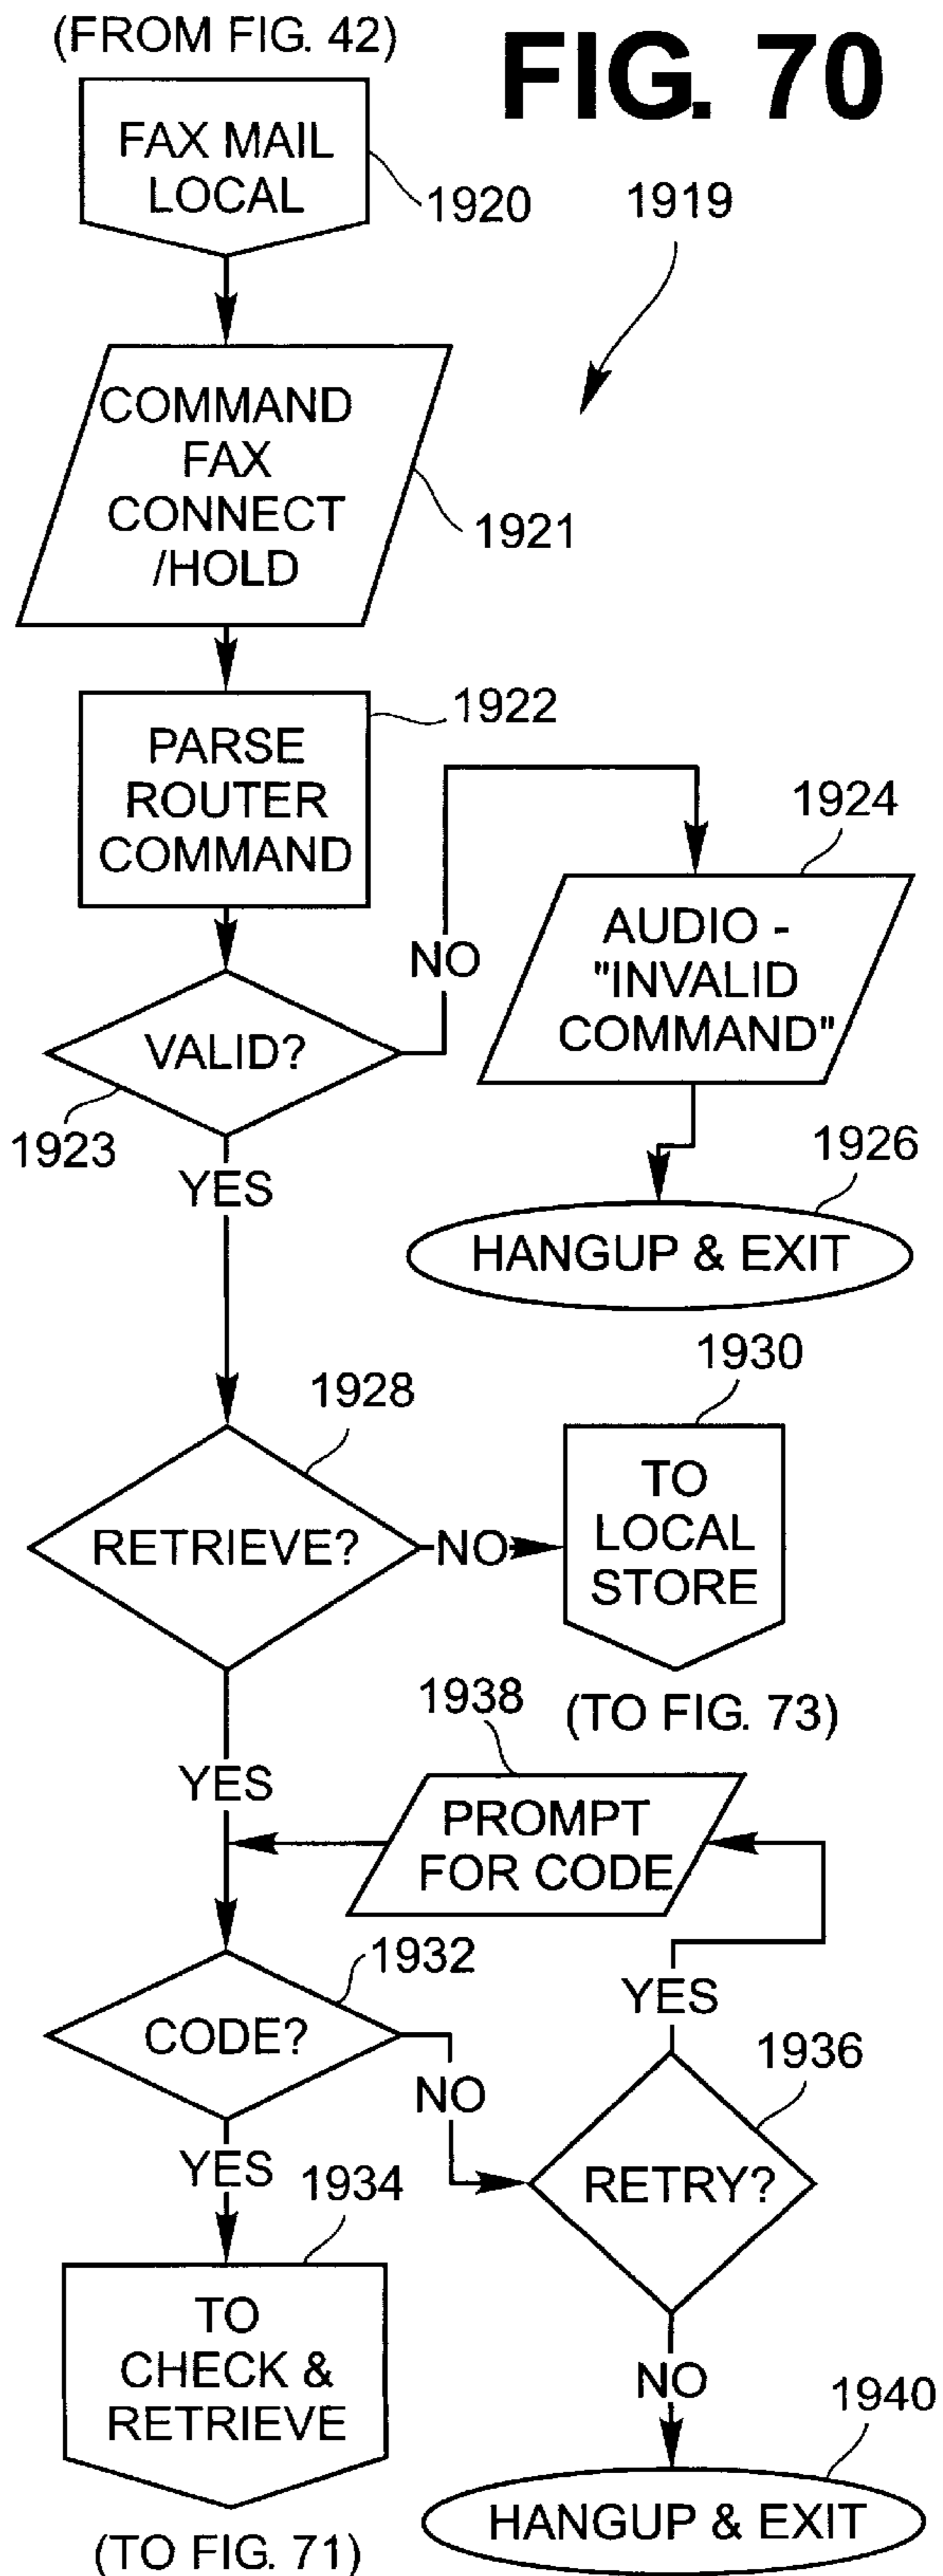 (FROM FIG. 42)
FIG. 70
FAX MAIL
LOCAL
1920
1919
COMMAND
FAX
CONNECT
/HOLD
1921
PARSE
ROUTER
COMMAND
1922
VALID?
1923
NO
AUDIO -
"INVALID
COMMAND"
1924
HANGUP & EXIT
1926
YES
RETRIEVE?
1928
NO
TO
LOCAL
STORE
1930
(TO FIG. 73)
YES
PROMPT
FOR CODE
1938
CODE?
1932
NO
YES
RETRY?
1936
YES
TO
CHECK &
RETRIEVE
1934
(TO FIG. 71)
NO
HANGUP & EXIT
1940